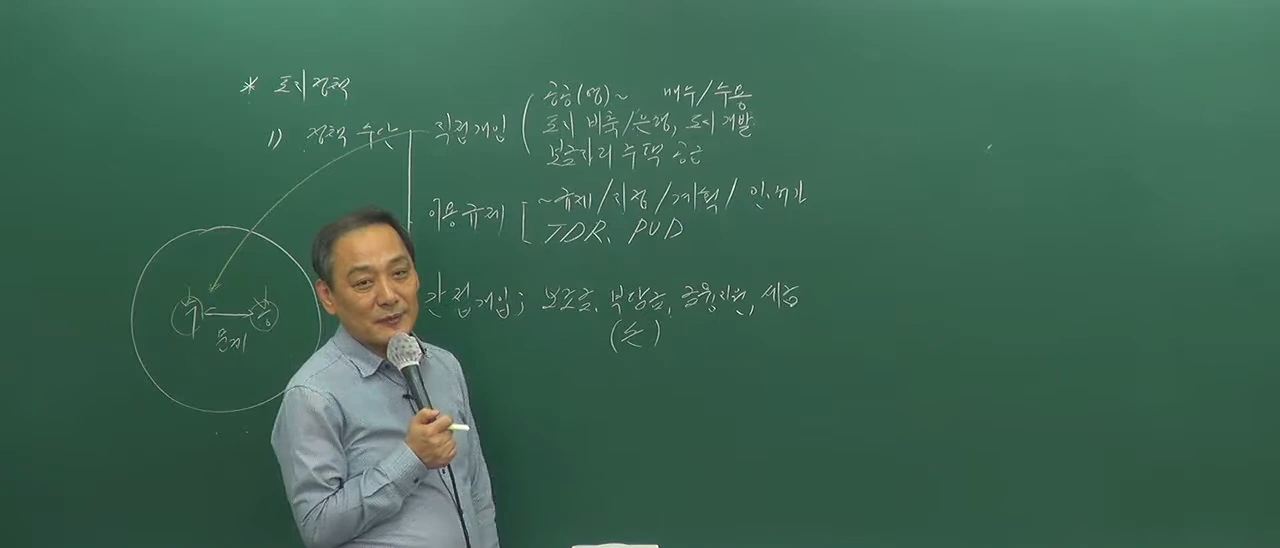 * 토지정책
1) 정책 수단
직접개입
공공(영)~ 매수/수용
토지 비축/은행, 도시개발
보금자리 주택 공급
이용규제
~규제/지정/계획/인·허가
TDR, PUD
간접개입; 보조금, 부담금, 금융지원, 세금
문제